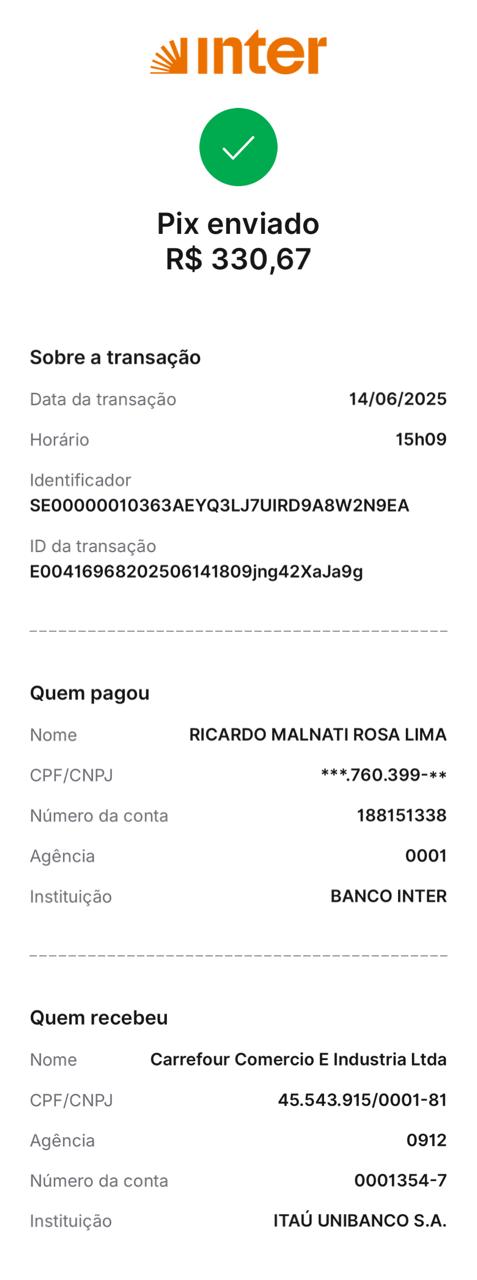 inter
Pix enviado
R$ 330,67
Sobre a transação
Data da transação 14/06/2025
Horário 15h09
Identificador
SE00000010363AEYQ3LJ7UIRD9A8W2N9EA
ID da transação
E00416968202506141809jng42XaJa9g
Quem pagou
Nome RICARDO MALNATI ROSA LIMA
CPF/CNPJ ***.760.399-**
Número da conta 188151338
Agência 0001
Instituição BANCO INTER
Quem recebeu
Nome Carrefour Comercio E Industria Ltda
CPF/CNPJ 45.543.915/0001-81
Agência 0912
Número da conta 0001354-7
Instituição ITAÚ UNIBANCO S.A.